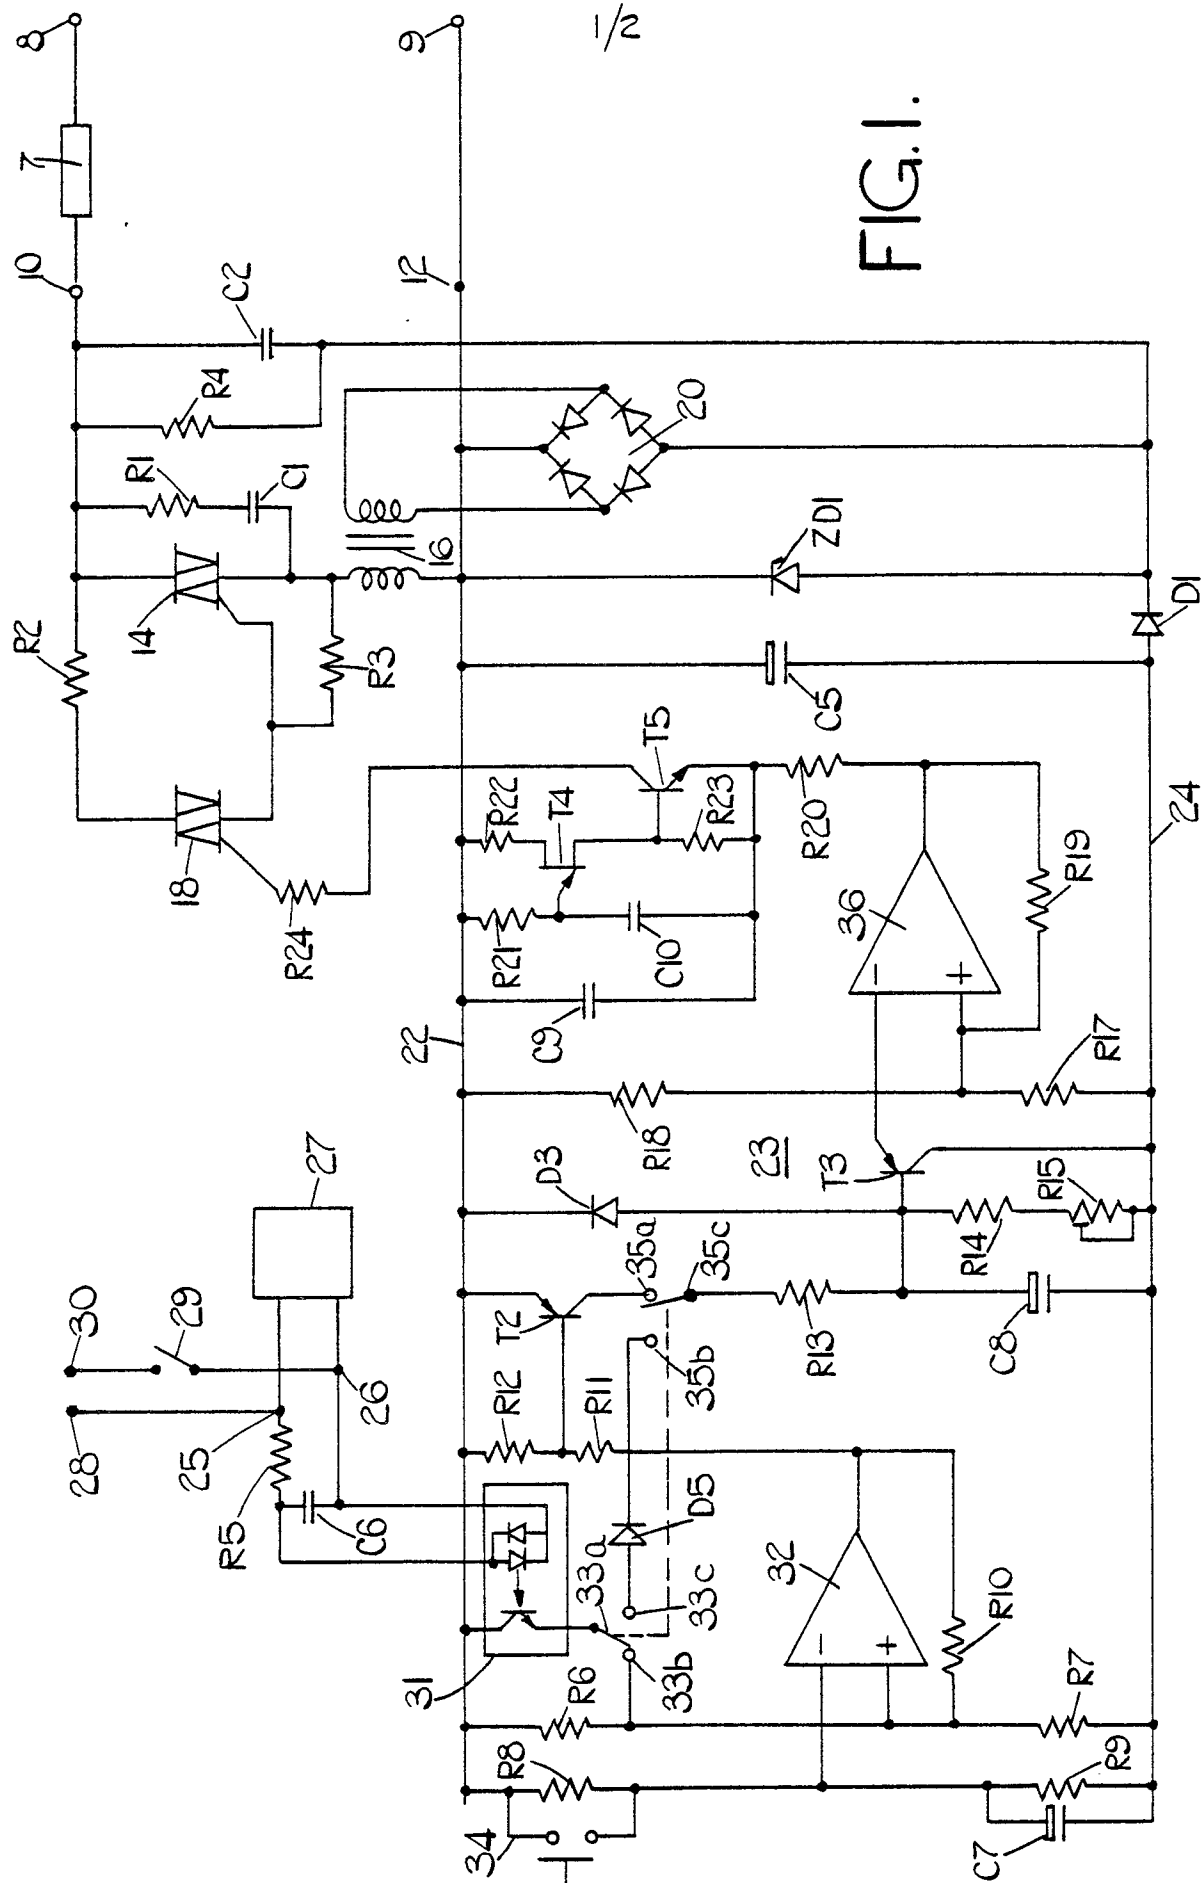 8
7
10
9
1/2
R2
R4
C2
R1
C1
14
16
12
R3
20
18
R24
22
R22
T4
T5
R21
C10
R23
C9
ZD1
C5
D1
R20
36
-
+
R19
24
FIG.1.
27
30
29
28
25
26
R5
C6
D3
R18
23
T3
R17
R15
R14
35a
35c
35b
T2
R12
R11
R13
C8
31
33a
D5
33c
33b
32
-
+
R10
R6
R7
R8
R9
34
C7